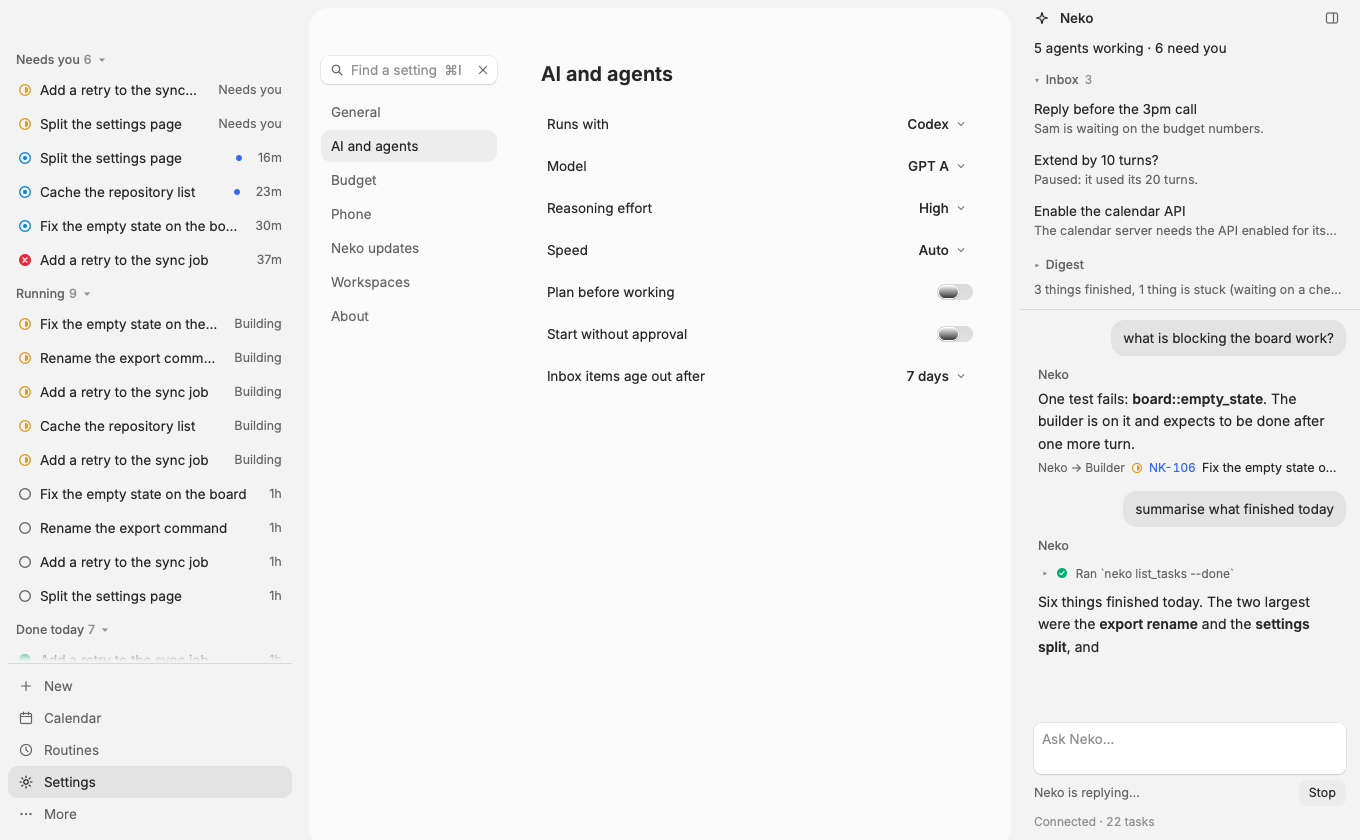 Needs you 6
Add a retry to the sync... Needs you
Split the settings page Needs you
Split the settings page 16m
Cache the repository list 23m
Fix the empty state on the bo... 30m
Add a retry to the sync job 37m
Running 9
Fix the empty state on the... Building
Rename the export comm... Building
Add a retry to the sync job Building
Cache the repository list Building
Add a retry to the sync job Building
Fix the empty state on the board 1h
Rename the export command 1h
Add a retry to the sync job 1h
Split the settings page 1h
Done today 7
Add a retry to the sync job 1h
New
Calendar
Routines
Settings
More
Find a setting
General
AI and agents
Budget
Phone
Neko updates
Workspaces
About
AI and agents
Runs with Codex
Model GPT A
Reasoning effort High
Speed Auto
Plan before working
Start without approval
Inbox items age out after 7 days
Neko
5 agents working · 6 need you
Inbox 3
Reply before the 3pm call
Sam is waiting on the budget numbers.
Extend by 10 turns?
Paused: it used its 20 turns.
Enable the calendar API
The calendar server needs the API enabled for its...
Digest
3 things finished, 1 thing is stuck (waiting on a che...
what is blocking the board work?
Neko
One test fails: board::empty_state. The
builder is on it and expects to be done after
one more turn.
Neko → Builder NK-106 Fix the empty state o...
summarise what finished today
Neko
Ran `neko list_tasks --done`
Six things finished today. The two largest
were the export rename and the settings
split, and
Ask Neko...
Neko is replying... Stop
Connected · 22 tasks